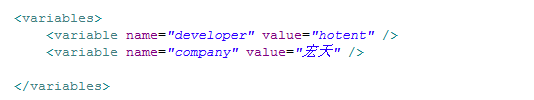 <variables>
<variable name="developer" value="hotent" />
<variable name="company" value="宏天" />
</variables>